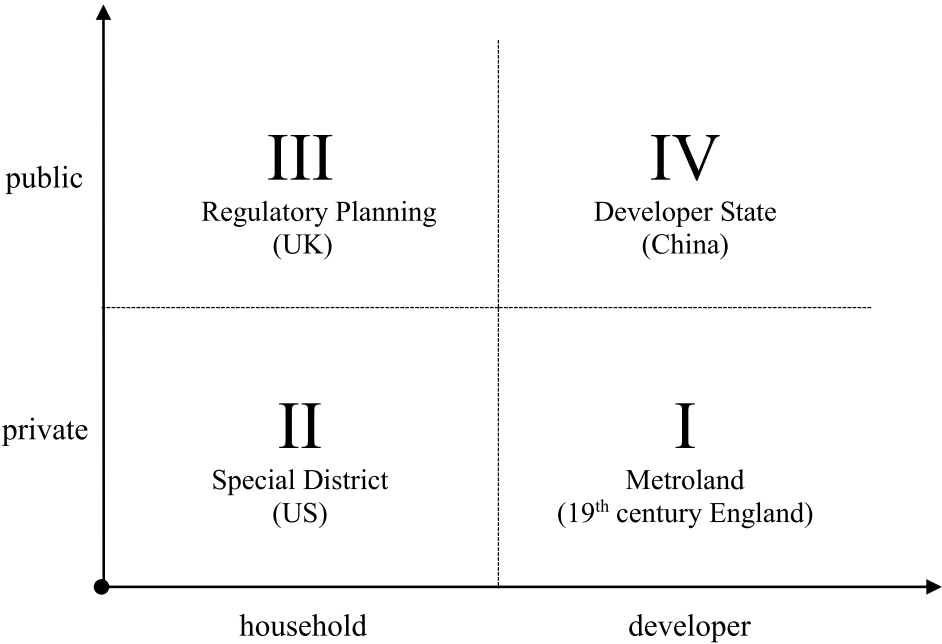 III
IV
public
Regulatory Planning
(UK)
Developer State
(China)
II
I
private
Special District
(US)
Metroland
(19th century England)
household
developer